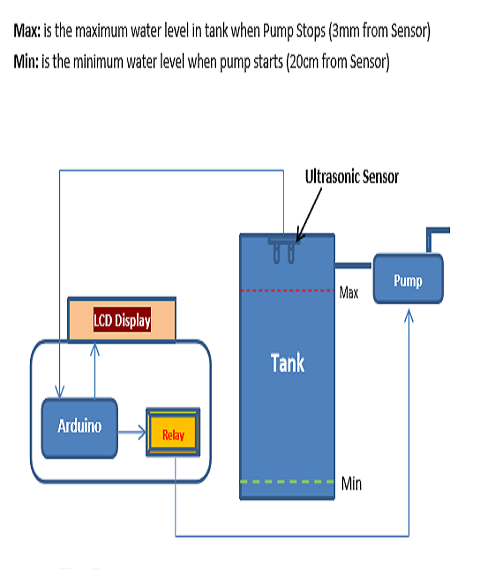 Max: is the maximum water level in tank when Pump Stops (3mm from Sensor)
Min: is the minimum water level when pump starts (20cm from Sensor)
Ultrasonic Sensor
Pump
Max
LCD Display
Tank
Arduino
Relay
Min